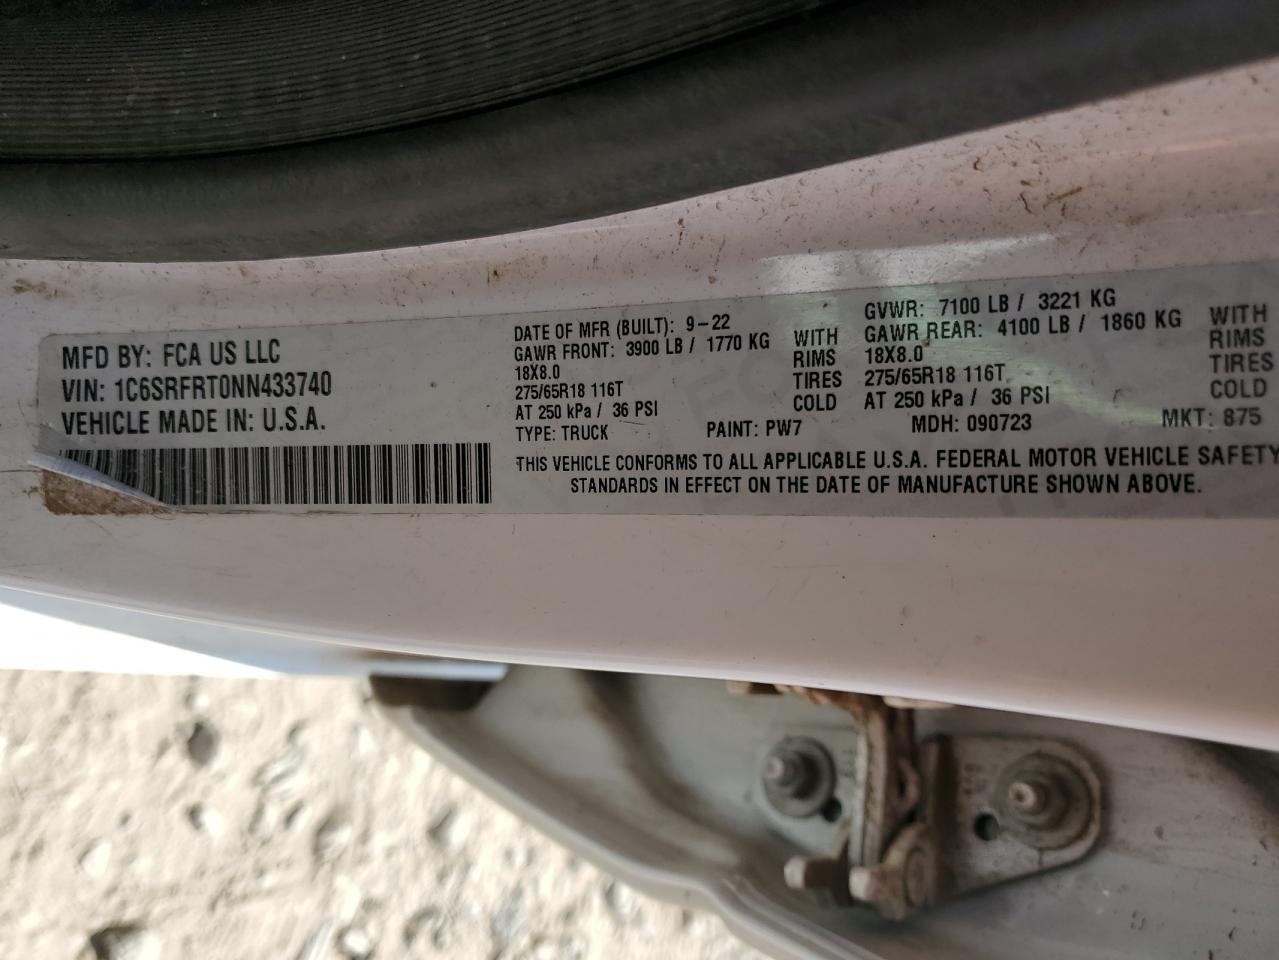 MFD BY: FCA US LLC
VIN: 1C6SRFRT0NN433740
VEHICLE MADE IN: U.S.A.
DATE OF MFR (BUILT): 9-22
GAWR FRONT: 3900 LB / 1770 KG WITH
18X8.0 RIMS
275/65R18 116T TIRES
AT 250 kPa / 36 PSI COLD
GVWR: 7100 LB / 3221 KG
GAWR REAR: 4100 LB / 1860 KG WITH
18X8.0 RIMS
275/65R18 116T TIRES
AT 250 kPa / 36 PSI COLD
TYPE: TRUCK PAINT: PW7 MDH: 090723 MKT: 875
THIS VEHICLE CONFORMS TO ALL APPLICABLE U.S.A. FEDERAL MOTOR VEHICLE SAFETY
STANDARDS IN EFFECT ON THE DATE OF MANUFACTURE SHOWN ABOVE.